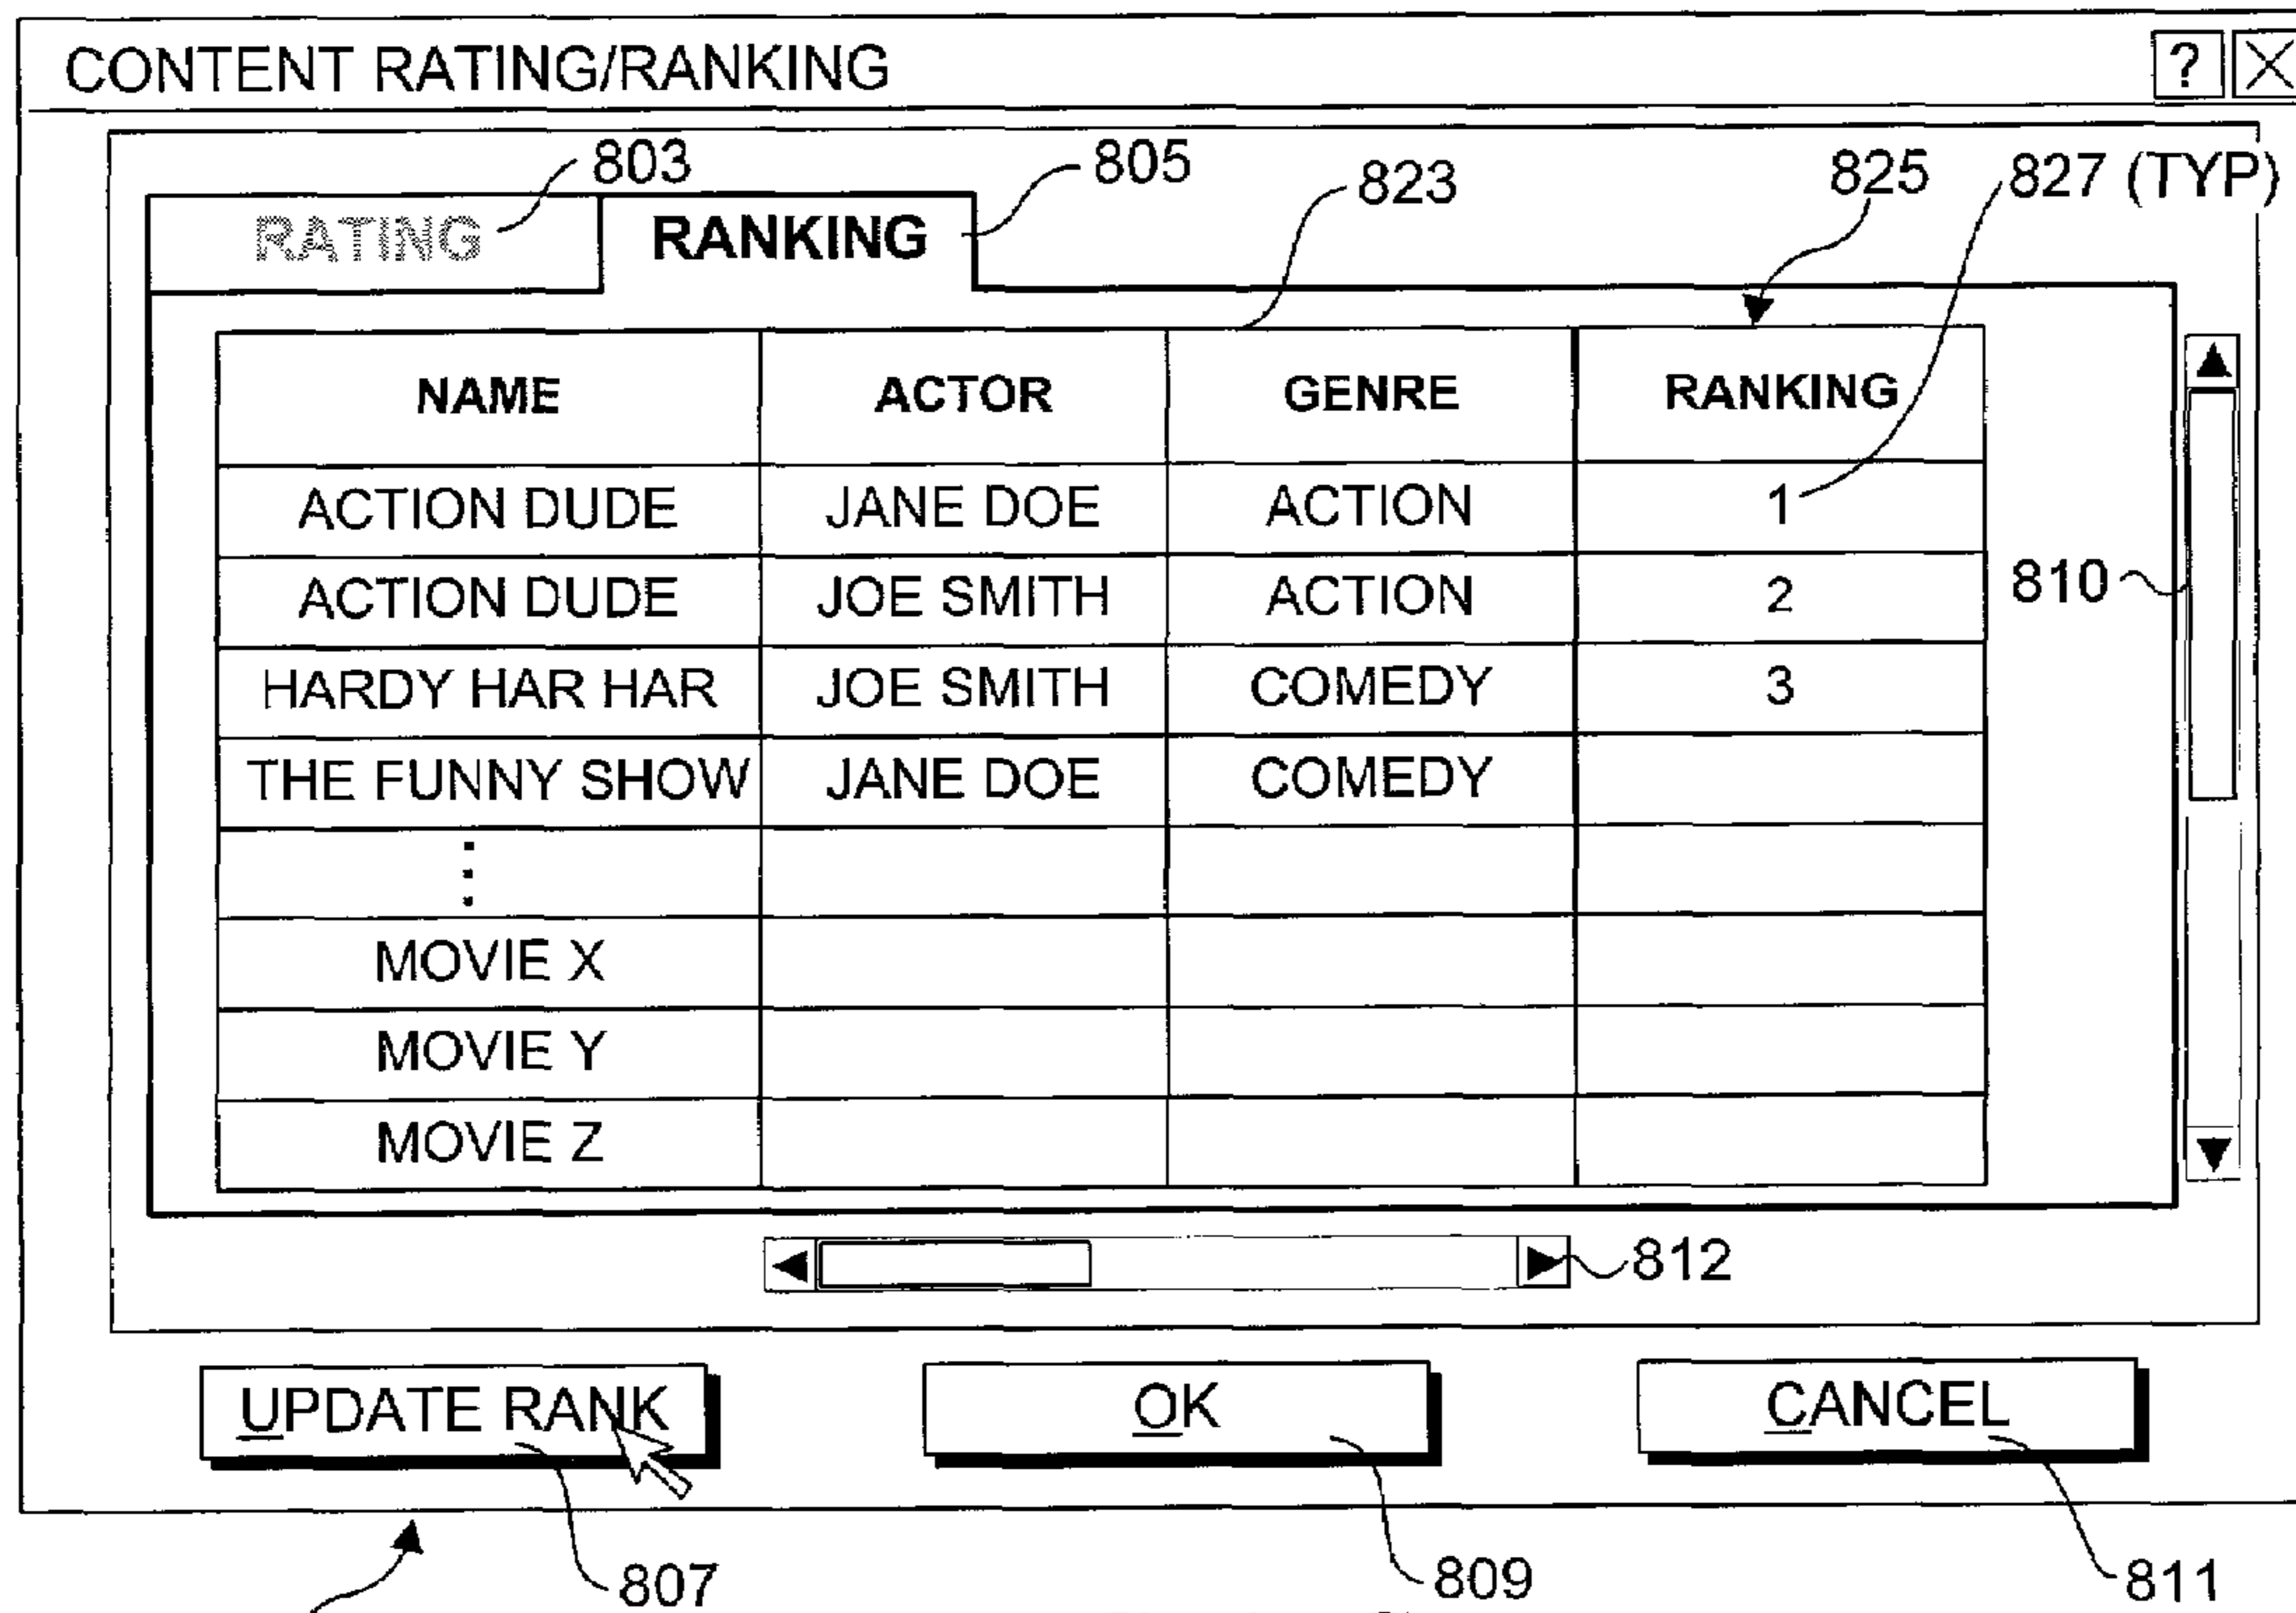 CONTENT RATING/RANKING ?
803 805 823 825 827 (TYP)
RATING RANKING
NAME ACTOR GENRE RANKING
ACTION DUDE JANE DOE ACTION 1
ACTION DUDE JOE SMITH ACTION 2
810
HARDY HAR HAR JOE SMITH COMEDY 3
THE FUNNY SHOW JANE DOE COMEDY
MOVIE X
MOVIE Y
MOVIE Z
812
UPDATE RANK OK CANCEL
807 809 811